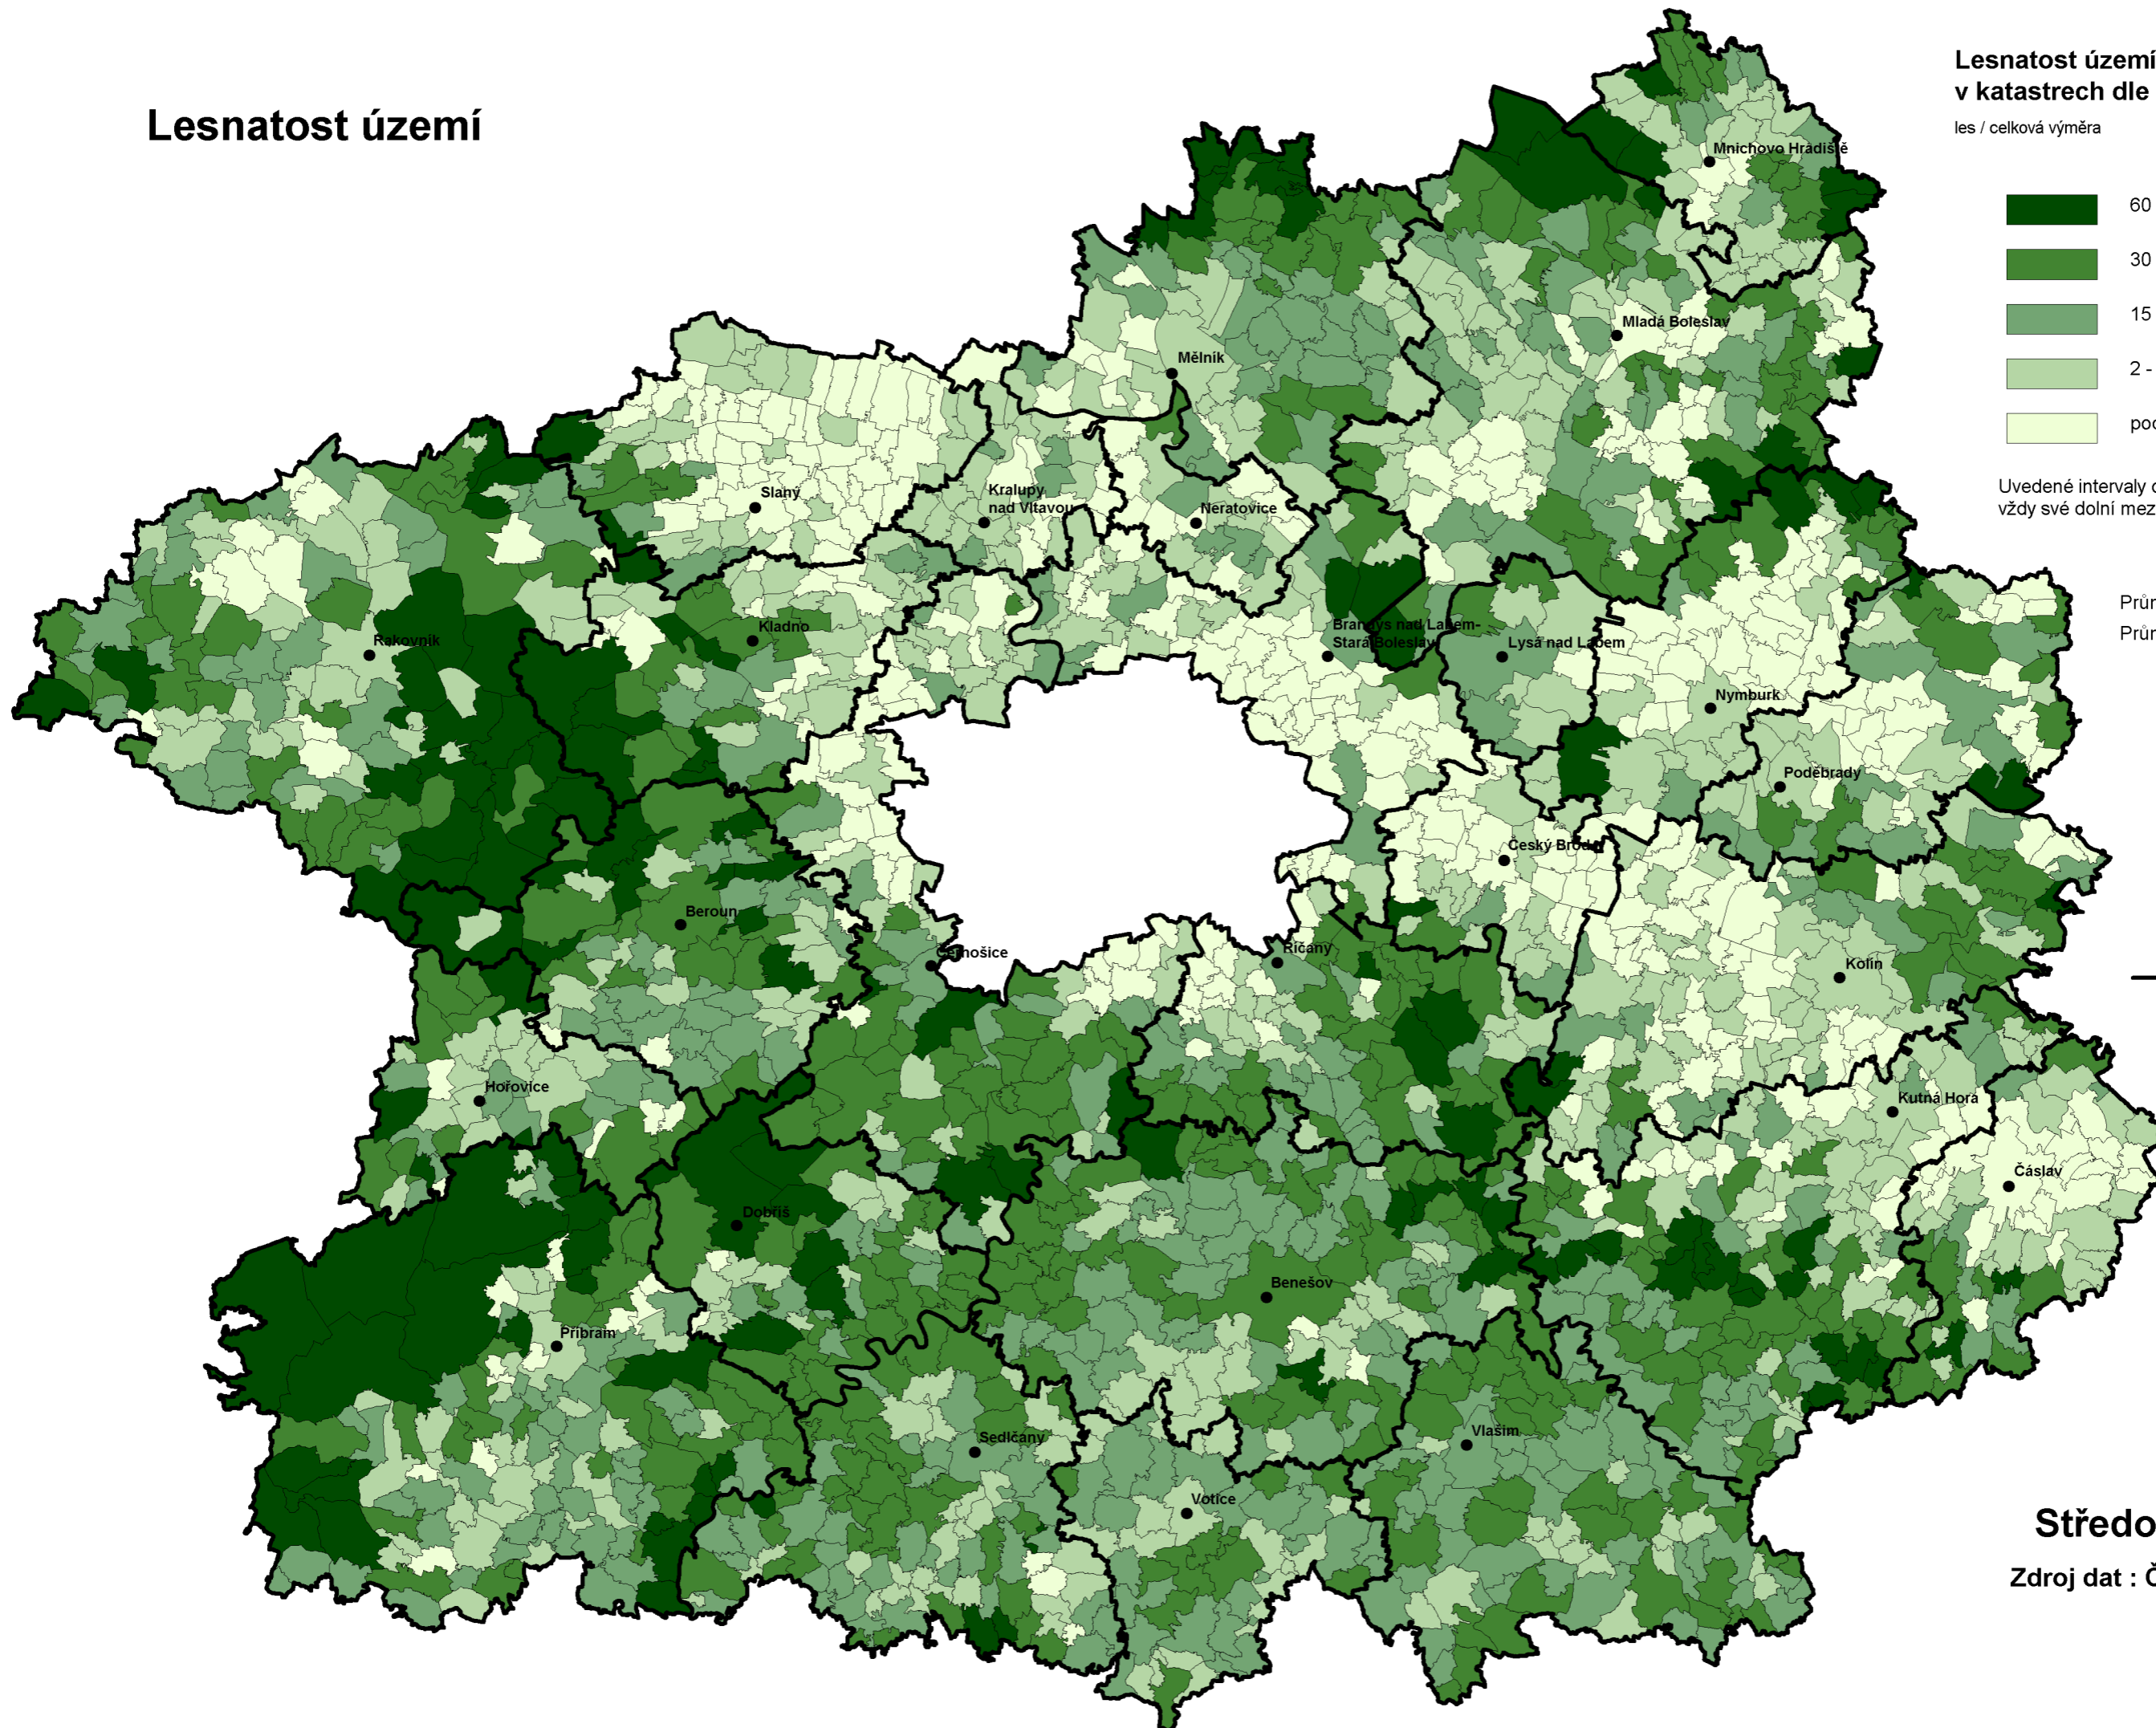 Lesnatost území
Lesnatost území
v katastrech dle
les / celková výměra
60
30
15
2 -
Uvedené intervaly
vždy své dolní mez
Mnichovo Hradiště
Mladá Boleslav
Mělník
Slaný
Kralupy
nad Vltavou
Neratovice
Rakovník
Kladno
Brandýs nad Labem-
Stará Boleslav
Lysá nad Labem
Nymburk
Poděbrady
Český Brod
Beroun
Černošice
Říčany
Kolín
Hořovice
Kutná Hora
Čáslav
Dobříš
Benešov
Příbram
Sedlčany
Vlašim
Votice
Středo
Zdroj dat : Č